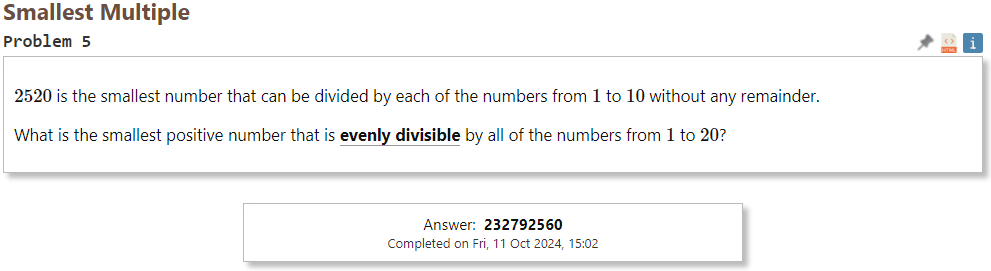 Smallest Multiple
Problem 5
<> HTML i
2520 is the smallest number that can be divided by each of the numbers from 1 to 10 without any remainder.
What is the smallest positive number that is evenly divisible by all of the numbers from 1 to 20?
Answer: 232792560
Completed on Fri, 11 Oct 2024, 15:02